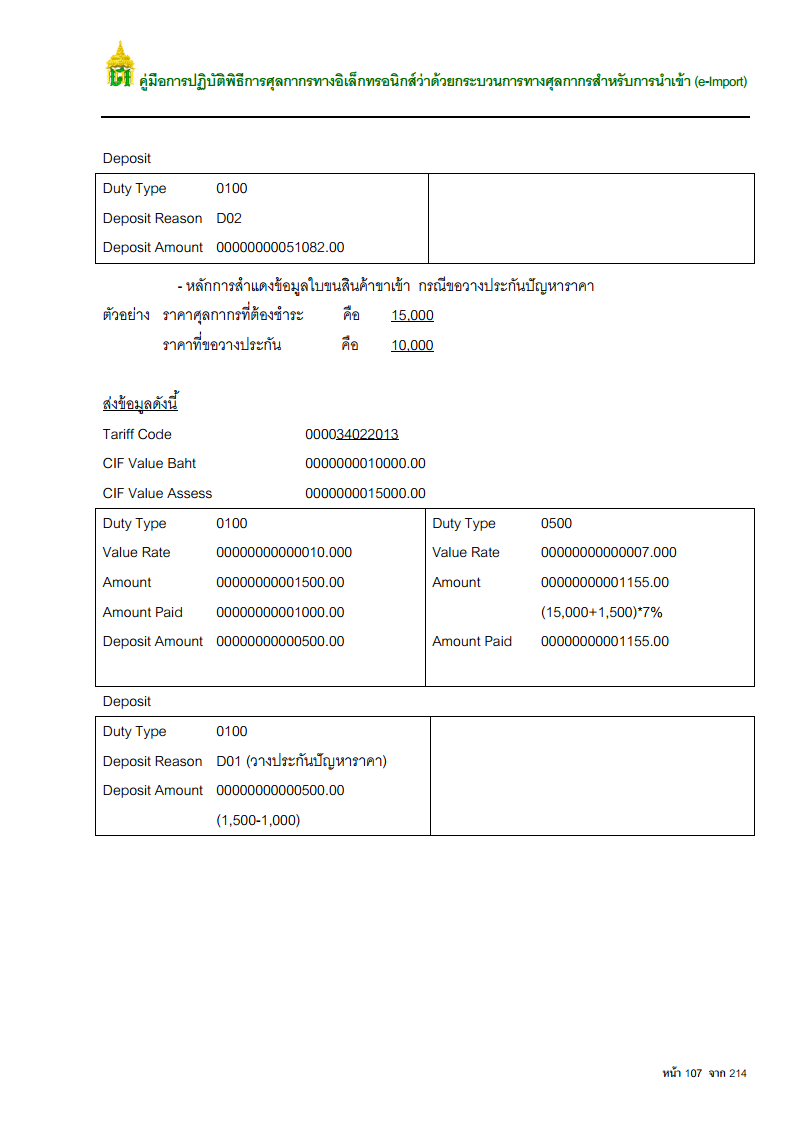 คู่มือการปฏิบัติพิธีการศุลกากรทางอิเล็กทรอนิกส์ว่าด้วยกระบวนการทางศุลกากรสำหรับการนำเข้า (e-Import)
Deposit
Duty Type 0100
Deposit Reason D02
Deposit Amount 00000000051082.00
- หลักการสำแดงข้อมูลใบขนสินค้าขาเข้า กรณีขอวางประกันปัญหาราคา
ตัวอย่าง ราคาศุลกากรที่ต้องชำระ คือ 15,000
ราคาที่ขอวางประกัน คือ 10,000
ส่งข้อมูลดังนี้
Tariff Code 000034022013
CIF Value Baht 0000000010000.00
CIF Value Assess 0000000015000.00
Duty Type 0100 Duty Type 0500
Value Rate 00000000000010.000 Value Rate 00000000000007.000
Amount 00000000001500.00 Amount 00000000001155.00
Amount Paid 00000000001000.00 (15,000+1,500)*7%
Deposit Amount 00000000000500.00 Amount Paid 00000000001155.00
Deposit
Duty Type 0100
Deposit Reason D01 (วางประกันปัญหาราคา)
Deposit Amount 00000000000500.00
(1,500-1,000)
หน้า 107 จาก 214